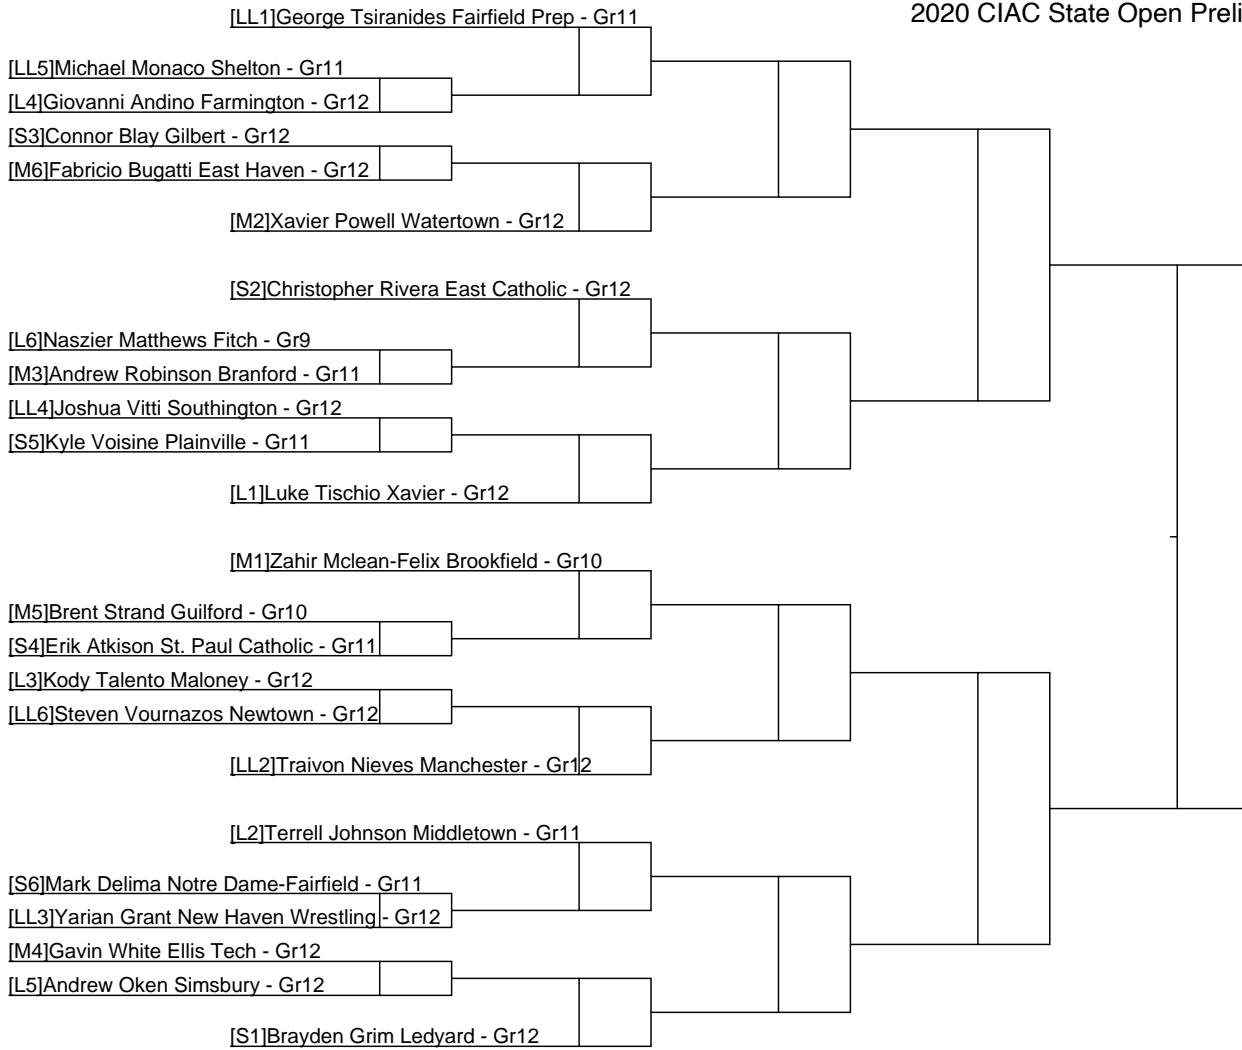 2020 CIAC State Open Preli
[LL1]George Tsiranides Fairfield Prep - Gr11
[LL5]Michael Monaco Shelton - Gr11
[L4]Giovanni Andino Farmington - Gr12
[S3]Connor Blay Gilbert - Gr12
[M6]Fabricio Bugatti East Haven - Gr12
[M2]Xavier Powell Watertown - Gr12
[S2]Christopher Rivera East Catholic - Gr12
[L6]Naszier Matthews Fitch - Gr9
[M3]Andrew Robinson Branford - Gr11
[LL4]Joshua Vitti Southington - Gr12
[S5]Kyle Voisine Plainville - Gr11
[L1]Luke Tischio Xavier - Gr12
[M1]Zahir Mclean-Felix Brookfield - Gr10
[M5]Brent Strand Guilford - Gr10
[S4]Erik Atkison St. Paul Catholic - Gr11
[L3]Kody Talento Maloney - Gr12
[LL6]Steven Vournazos Newtown - Gr12
[LL2]Traivon Nieves Manchester - Gr12
[L2]Terrell Johnson Middletown - Gr11
[S6]Mark Delima Notre Dame-Fairfield - Gr11
[LL3]Yarian Grant New Haven Wrestling - Gr12
[M4]Gavin White Ellis Tech - Gr12
[L5]Andrew Oken Simsbury - Gr12
[S1]Brayden Grim Ledyard - Gr12